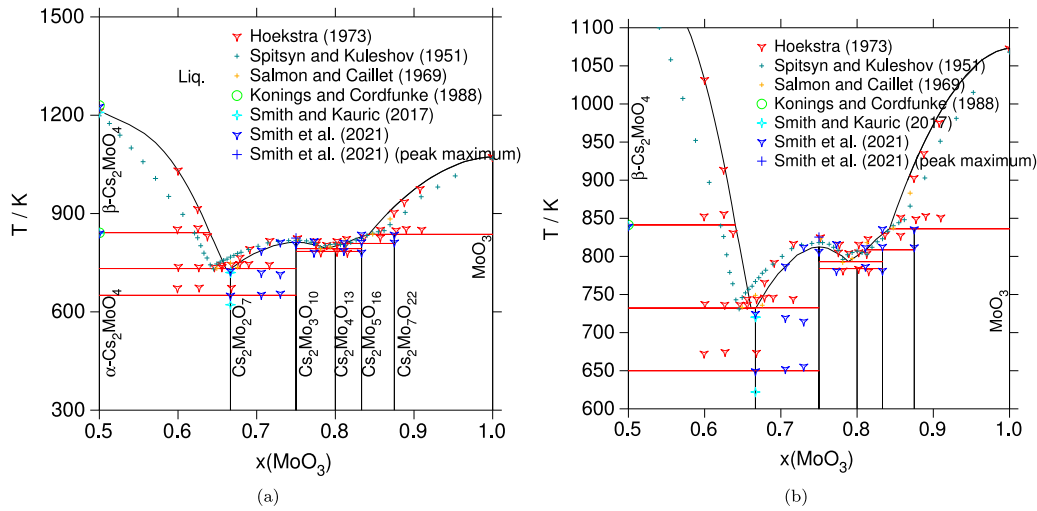 1500
1200
900
600
300
T / K
0.5
0.6
0.7
0.8
0.9
1.0
x(MoO₃)
Liq.
Hoekstra (1973)
Spitsyn and Kuleshov (1951)
Salmon and Caillet (1969)
Konings and Cordfunke (1988)
Smith and Kauric (2017)
Smith et al. (2021)
Smith et al. (2021) (peak maximum)
β-Cs₂MoO₄
α-Cs₂MoO₄
Cs₂Mo₂O₇
Cs₂Mo₃O₁₀
Cs₂Mo₄O₁₃
Cs₂Mo₅O₁₆
Cs₂Mo₇O₂₂
MoO₃
(a)
1100
1050
1000
950
900
850
800
750
700
650
600
T / K
0.5
0.6
0.7
0.8
0.9
1.0
x(MoO₃)
Hoekstra (1973)
Spitsyn and Kuleshov (1951)
Salmon and Caillet (1969)
Konings and Cordfunke (1988)
Smith and Kauric (2017)
Smith et al. (2021)
Smith et al. (2021) (peak maximum)
β-Cs₂MoO₄
MoO₃
(b)